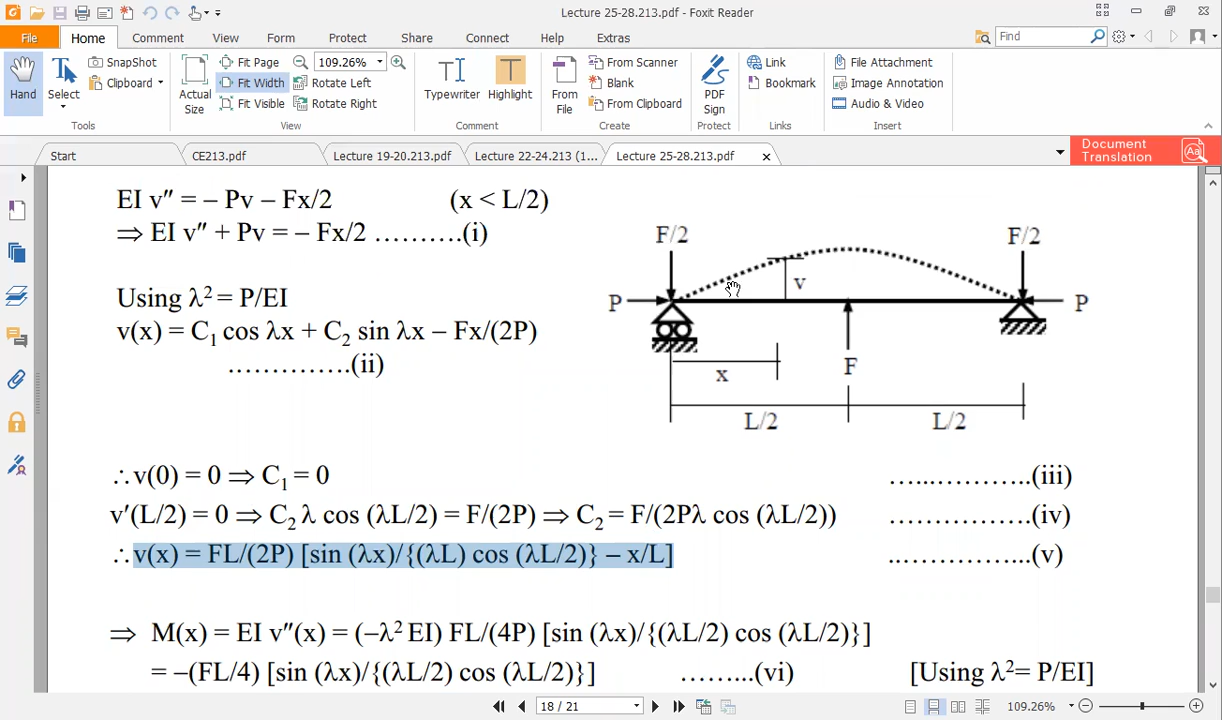 Lecture 25-28.213.pdf - Foxit Reader
File Home Comment View Form Protect Share Connect Help Extras Find
SnapShot Fit Page 109.26% From Scanner Link File Attachment
Clipboard Fit Width Rotate Left Blank Bookmark Image Annotation
Hand Select Actual Size Fit Visible Rotate Right Typewriter Highlight From File From Clipboard PDF Sign Audio & Video
Tools View Comment Create Protect Links Insert
Start CE213.pdf Lecture 19-20.213.pdf Lecture 22-24.213 (1... Lecture 25-28.213.pdf Document Translation
EI v″ = – Pv – Fx/2 (x < L/2)
⇒ EI v″ + Pv = – Fx/2 ……….(i)
F/2 F/2
Using λ² = P/EI
v
P P
v(x) = C₁ cos λx + C₂ sin λx – Fx/(2P)
………….(ii)
x F
L/2 L/2
∴v(0) = 0 ⇒ C₁ = 0 …...………..(iii)
v′(L/2) = 0 ⇒ C₂ λ cos (λL/2) = F/(2P) ⇒ C₂ = F/(2Pλ cos (λL/2)) …………….(iv)
∴v(x) = FL/(2P) [sin (λx)/{(λL) cos (λL/2)} – x/L] ..…………...(v)
⇒ M(x) = EI v″(x) = (–λ² EI) FL/(4P) [sin (λx)/{(λL/2) cos (λL/2)}]
= –(FL/4) [sin (λx)/{(λL/2) cos (λL/2)}] ……...(vi) [Using λ²= P/EI]
18 / 21 109.26%